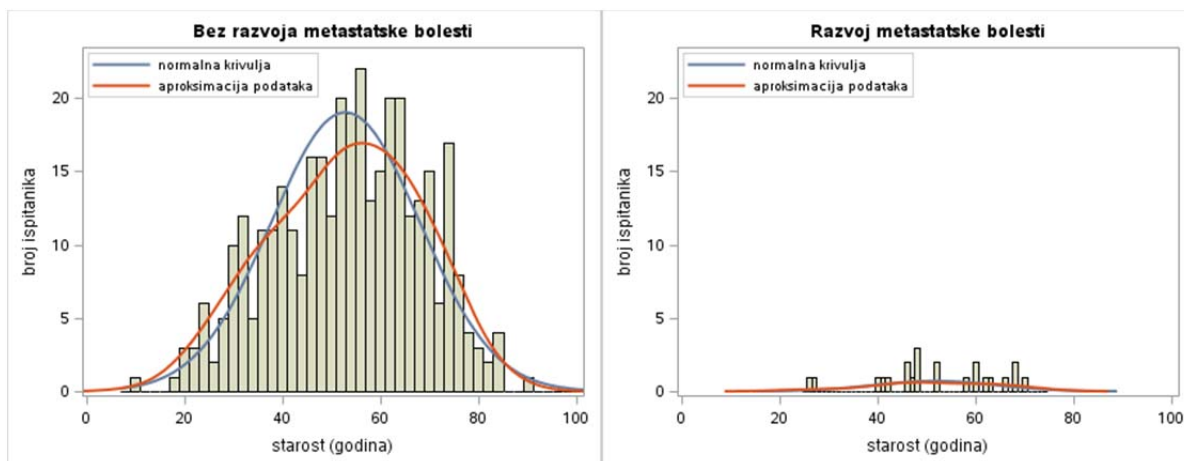 Bez razvoja metastatske bolesti
normalna krivulja
aproksimacija podataka
20
15
10
5
0
broj ispitanika
0 20 40 60 80 100
starost (godina)
Razvoj metastatske bolesti
normalna krivulja
aproksimacija podataka
20
15
10
5
0
broj ispitanika
0 20 40 60 80 100
starost (godina)